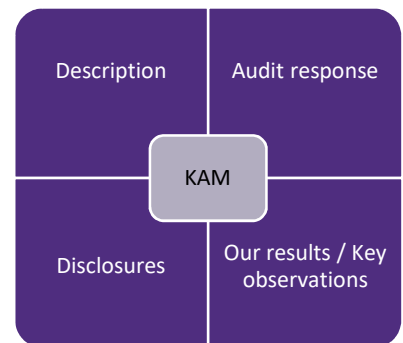 Description
Audit response
KAM
Disclosures
Our results / Key
observations